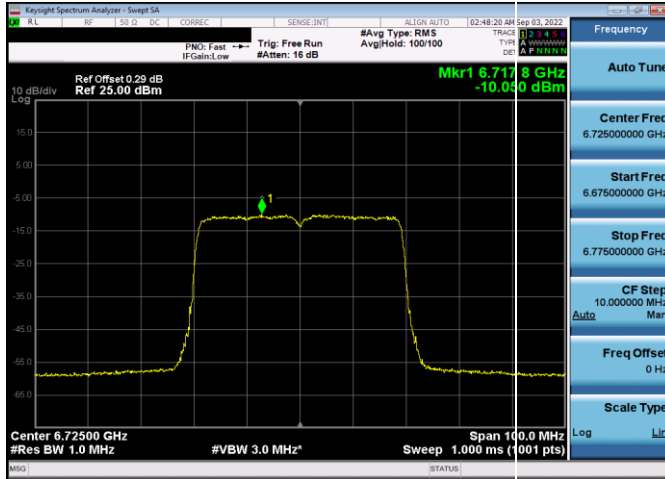 Keysight Spectrum Analyzer - Swept SA
RL RF 50 Ω DC CORREC SENSE:INT ALIGN AUTO 02:48:20 AM Sep 03, 2022
#Avg Type: RMS TRACE 1 2 3 4 5 6
PNO: Fast Trig: Free Run Avg|Hold: 100/100 TYPE A WWWWW
IFGain:Low #Atten: 16 dB DET A P N N N N
Mkr1 6.717 8 GHz
Ref Offset 0.29 dB
10 dB/div Ref 25.00 dBm -10.050 dBm
Log
15.0
5.00
-5.00
1
-15.0
-25.0
-35.0
-45.0
-55.0
-65.0
Center 6.72500 GHz Span 100.0 MHz
#Res BW 1.0 MHz #VBW 3.0 MHz* Sweep 1.000 ms (1001 pts)
MSG STATUS
Frequency
Auto Tune
Center Freq
6.725000000 GHz
Start Freq
6.675000000 GHz
Stop Freq
6.775000000 GHz
CF Step
10.000000 MHz
Auto Man
Freq Offset
0 Hz
Scale Type
Log Lin